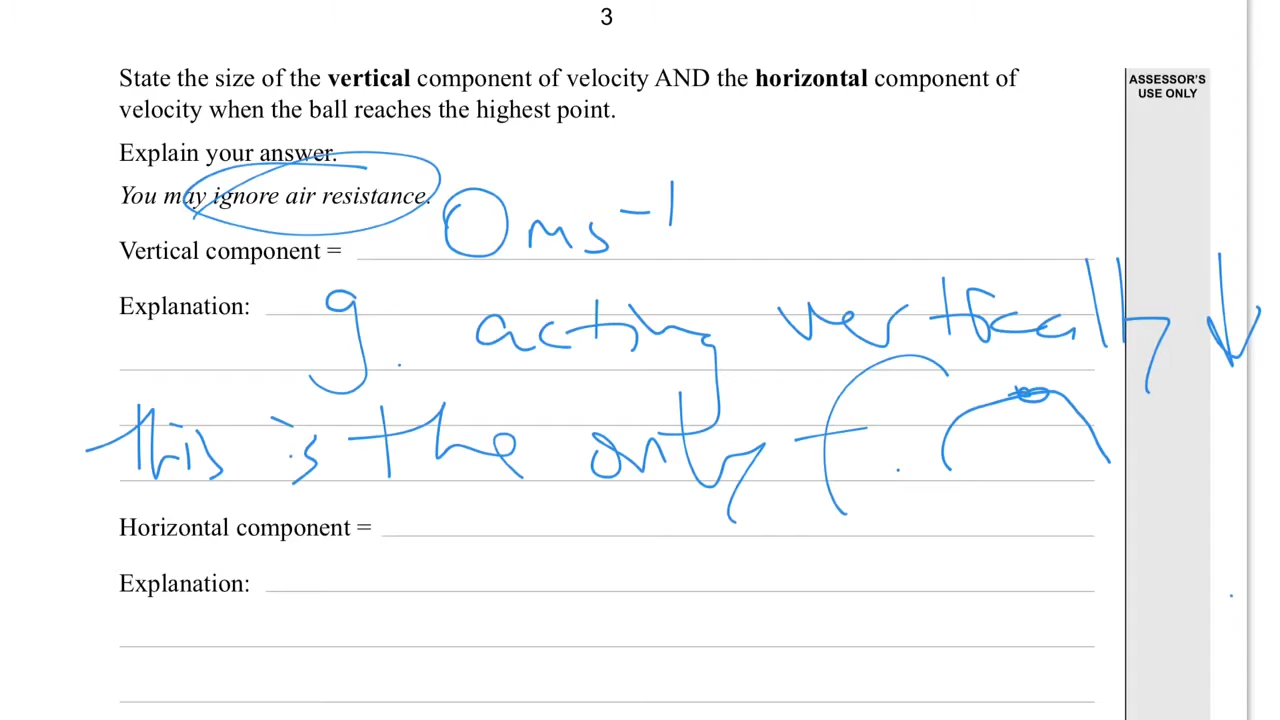 3
State the size of the vertical component of velocity AND the horizontal component of
velocity when the ball reaches the highest point.
ASSESSOR'S
USE ONLY
Explain your answer.
You may ignore air resistance.
Vertical component = 0 ms⁻¹
Explanation: g. acting vertically ↓
this is the only f.
Horizontal component =
Explanation: